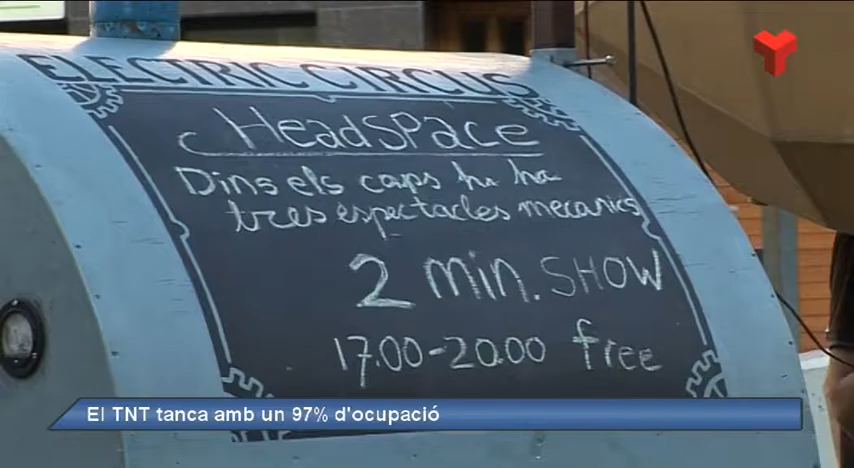 ELECTRIC CIRCUS
HeadSpace
Dins els caps hi ha
tres espectacles mecànics
2 min. SHOW
17.00-20.00 free
El TNT tanca amb un 97% d'ocupació